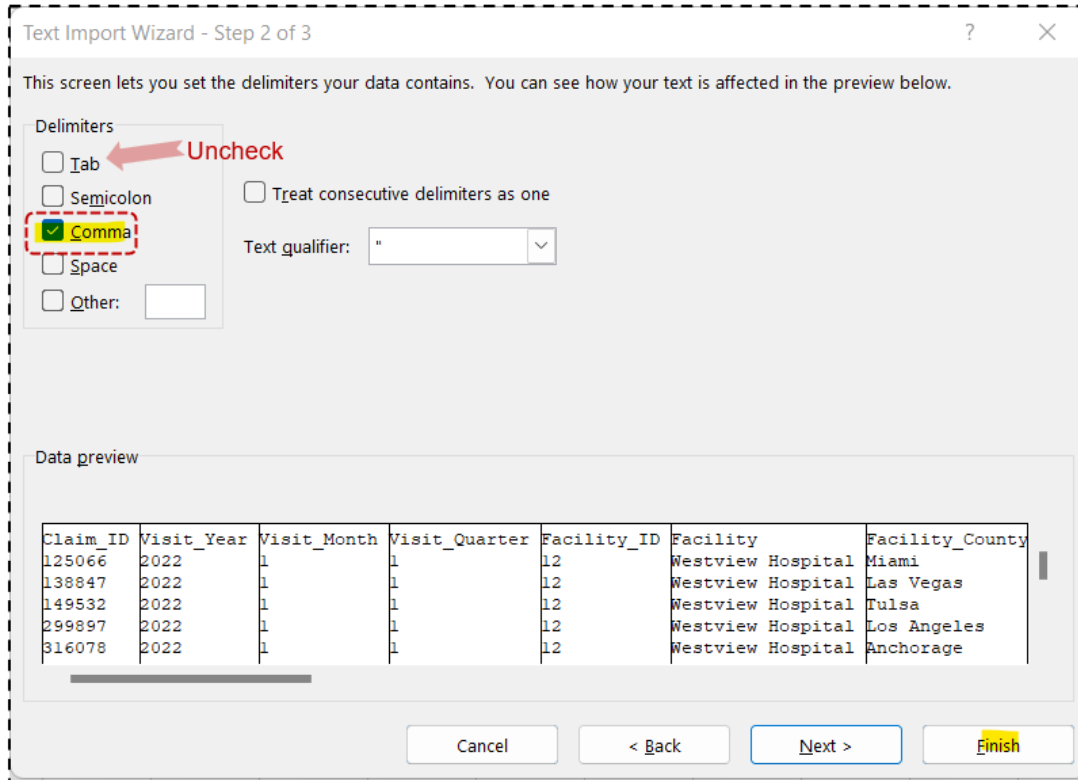 Text Import Wizard - Step 2 of 3 ?
This screen lets you set the delimiters your data contains. You can see how your text is affected in the preview below.
Delimiters
Tab
Uncheck
Semicolon
Treat consecutive delimiters as one
Comma
Text qualifier: "
Space
Other:
Data preview
Claim_ID Visit_Year Visit_Month Visit_Quarter Facility_ID Facility Facility_County
125066 2022 1 1 12 Westview Hospital Miami
138847 2022 1 1 12 Westview Hospital Las Vegas
149532 2022 1 1 12 Westview Hospital Tulsa
299897 2022 1 1 12 Westview Hospital Los Angeles
316078 2022 1 1 12 Westview Hospital Anchorage
Cancel < Back Next > Finish